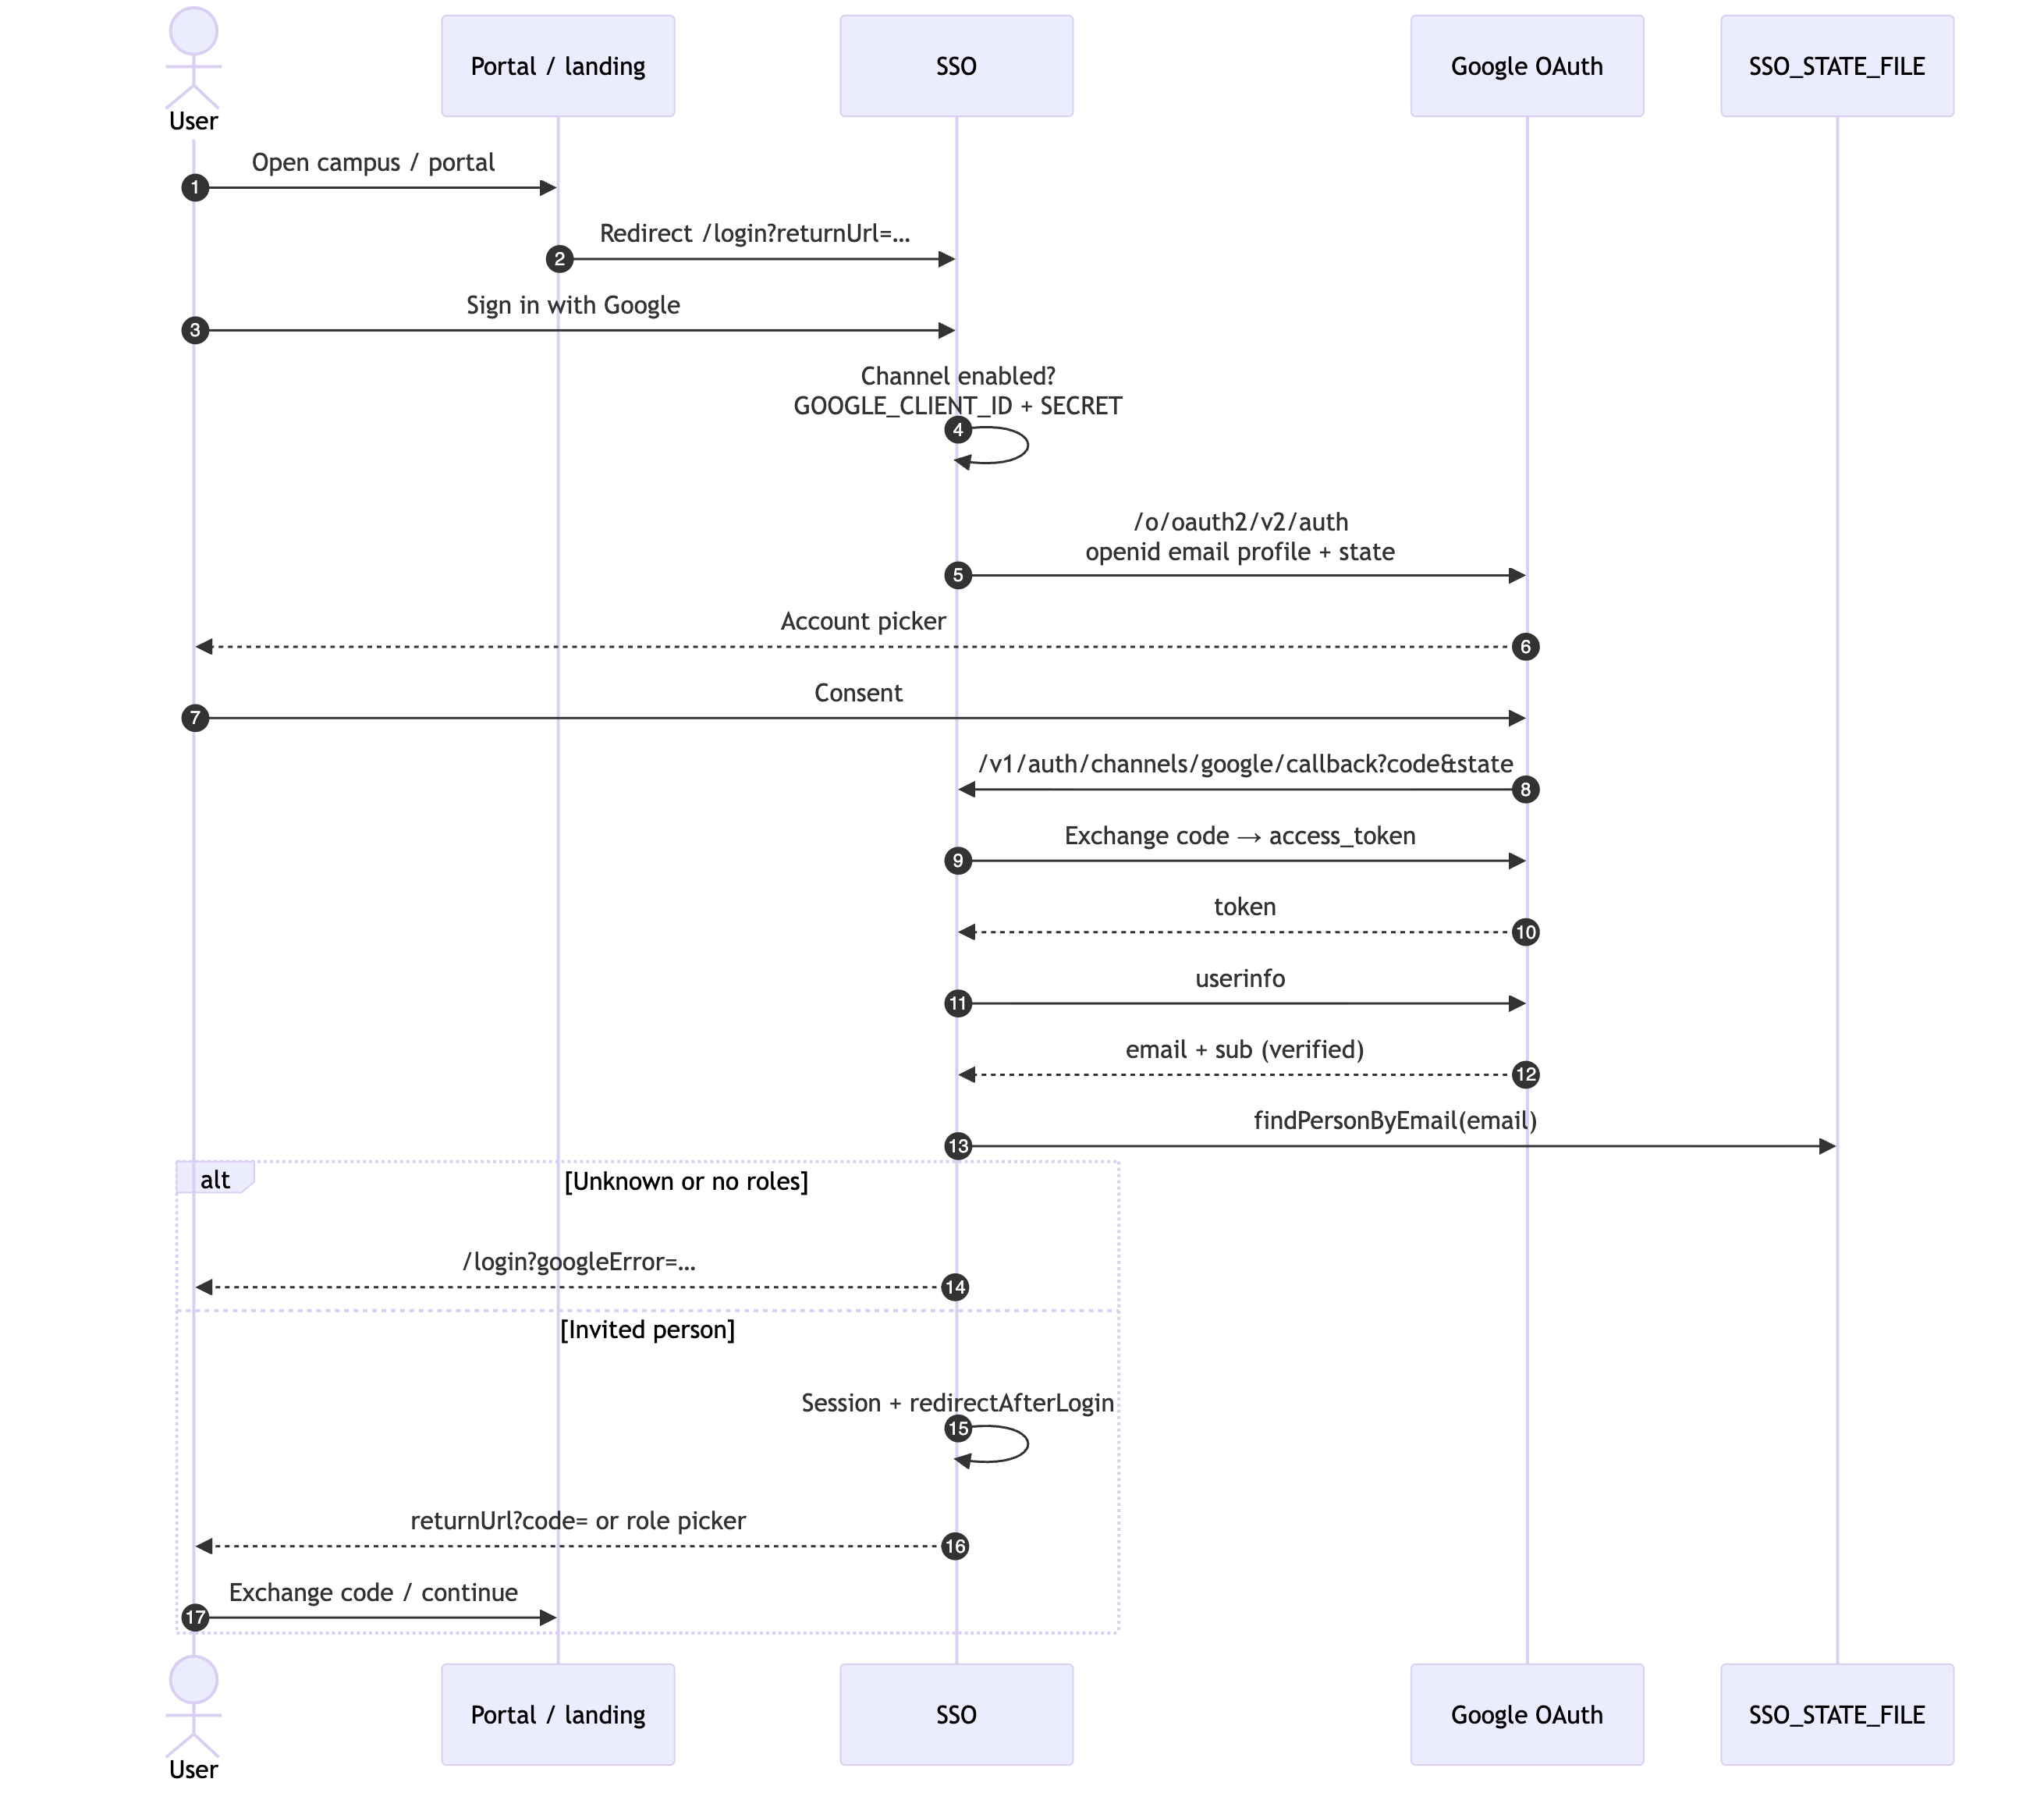 Portal / landing
SSO
Google OAuth
SSO_STATE_FILE
User
Open campus / portal
1
Redirect /login?returnUrl=…
2
Sign in with Google
3
Channel enabled?
GOOGLE_CLIENT_ID + SECRET
4
/o/oauth2/v2/auth
openid email profile + state
5
Account picker
6
Consent
7
/v1/auth/channels/google/callback?code&state
8
Exchange code → access_token
9
token
10
userinfo
11
email + sub (verified)
12
findPersonByEmail(email)
13
alt
[Unknown or no roles]
/login?googleError=…
14
[Invited person]
Session + redirectAfterLogin
15
returnUrl?code= or role picker
16
Exchange code / continue
17
Portal / landing
SSO
Google OAuth
SSO_STATE_FILE
User